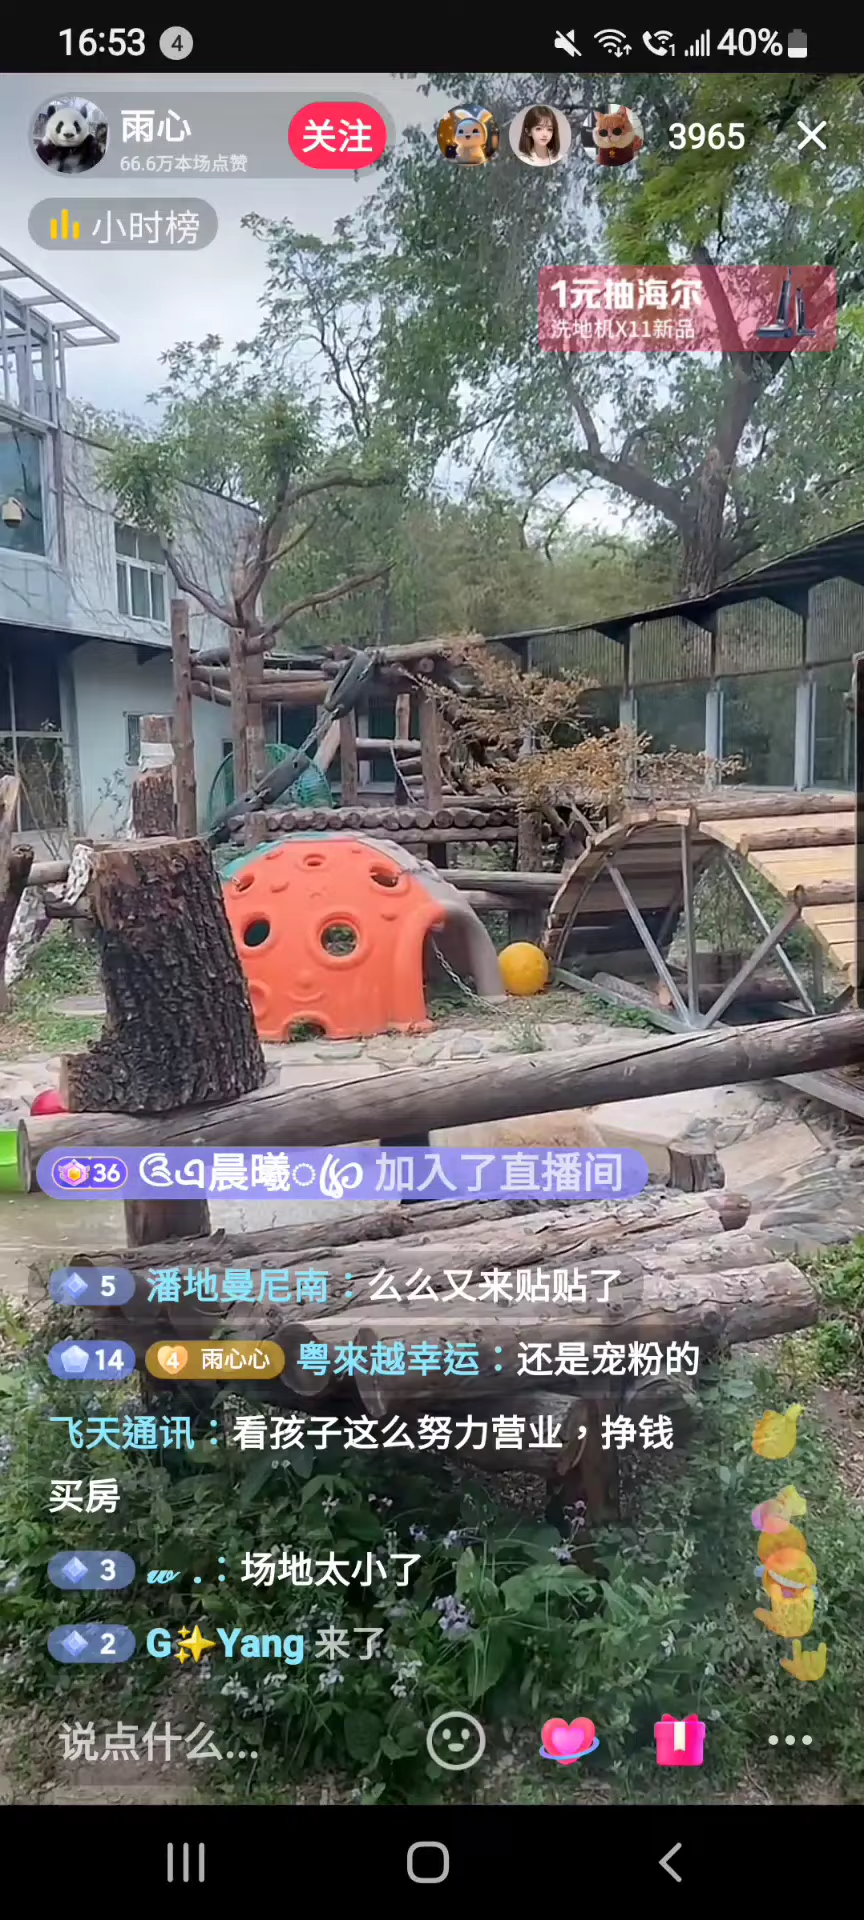 16:53 4 1 40%
雨心 关注 3965
66.6万本场点赞
小时榜
1元抽海尔
洗地机X11新品
36 晨曦 加入了直播间
5 潘地曼尼南：么么又来贴贴了
14 4 雨心心 粤來越幸运：还是宠粉的
飞天通讯：看孩子这么努力营业，挣钱
买房
3 𝓌 .：场地太小了
2 G✨Yang 来了
说点什么...